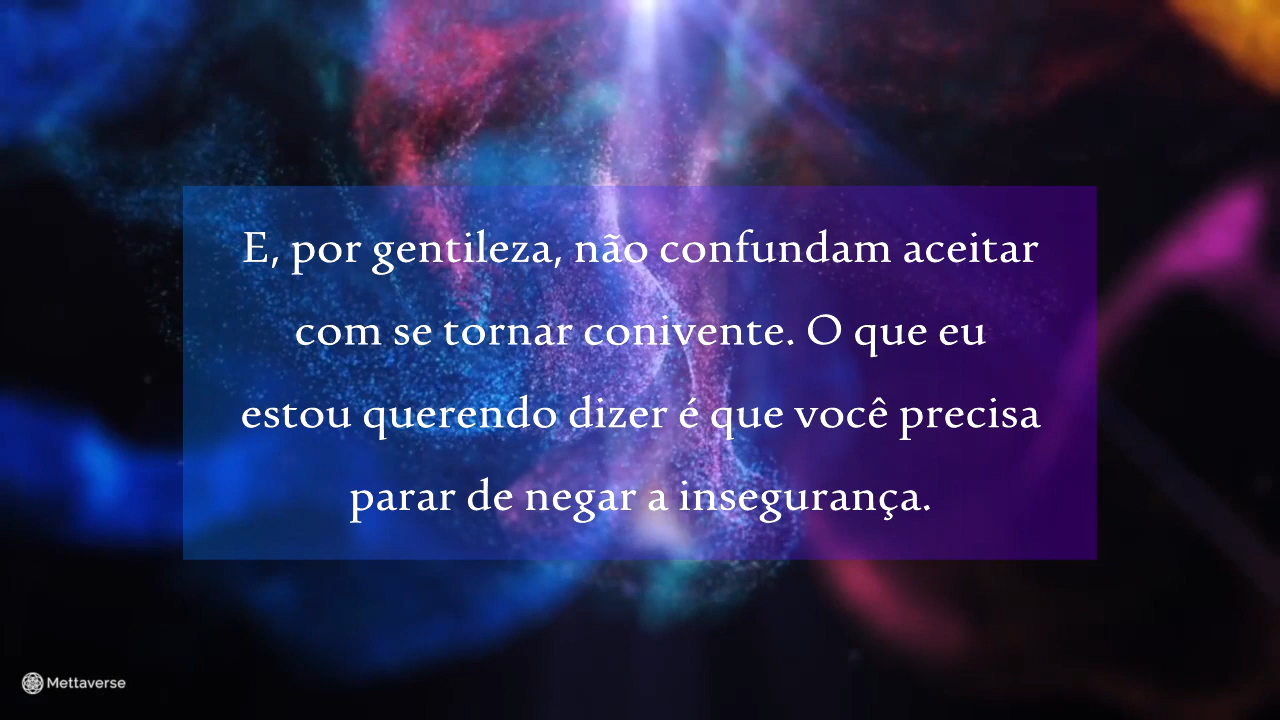 E, por gentileza, não confundam aceitar
com se tornar conivente. O que eu
estou querendo dizer é que você precisa
parar de negar a insegurança.
Mettaverse